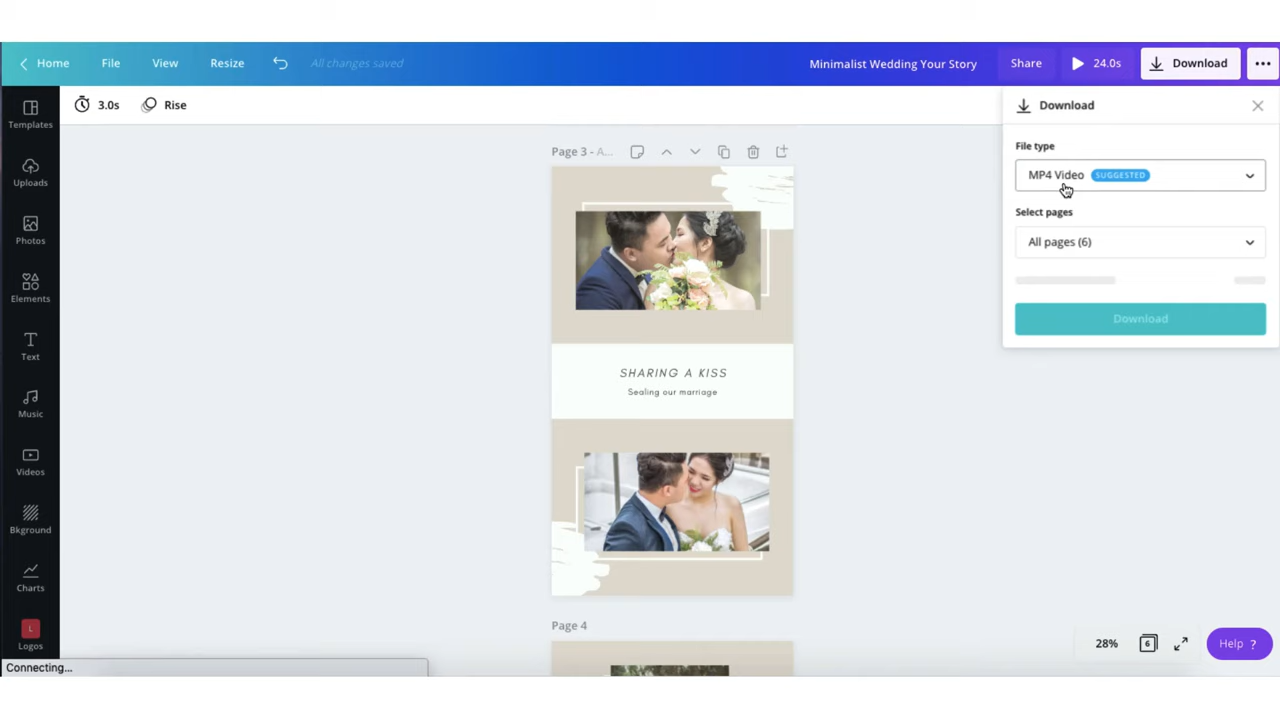 Home
File
View
Resize
All changes saved
Minimalist Wedding Your Story
Share
24.0s
Download
3.0s
Rise
Templates
Uploads
Photos
Elements
Text
Music
Videos
Bkground
Charts
L
Logos
Connecting...
Page 3 - A...
SHARING A KISS
Sealing our marriage
Page 4
Download
File type
MP4 Video SUGGESTED
Select pages
All pages (6)
Download
28%
6
Help ?